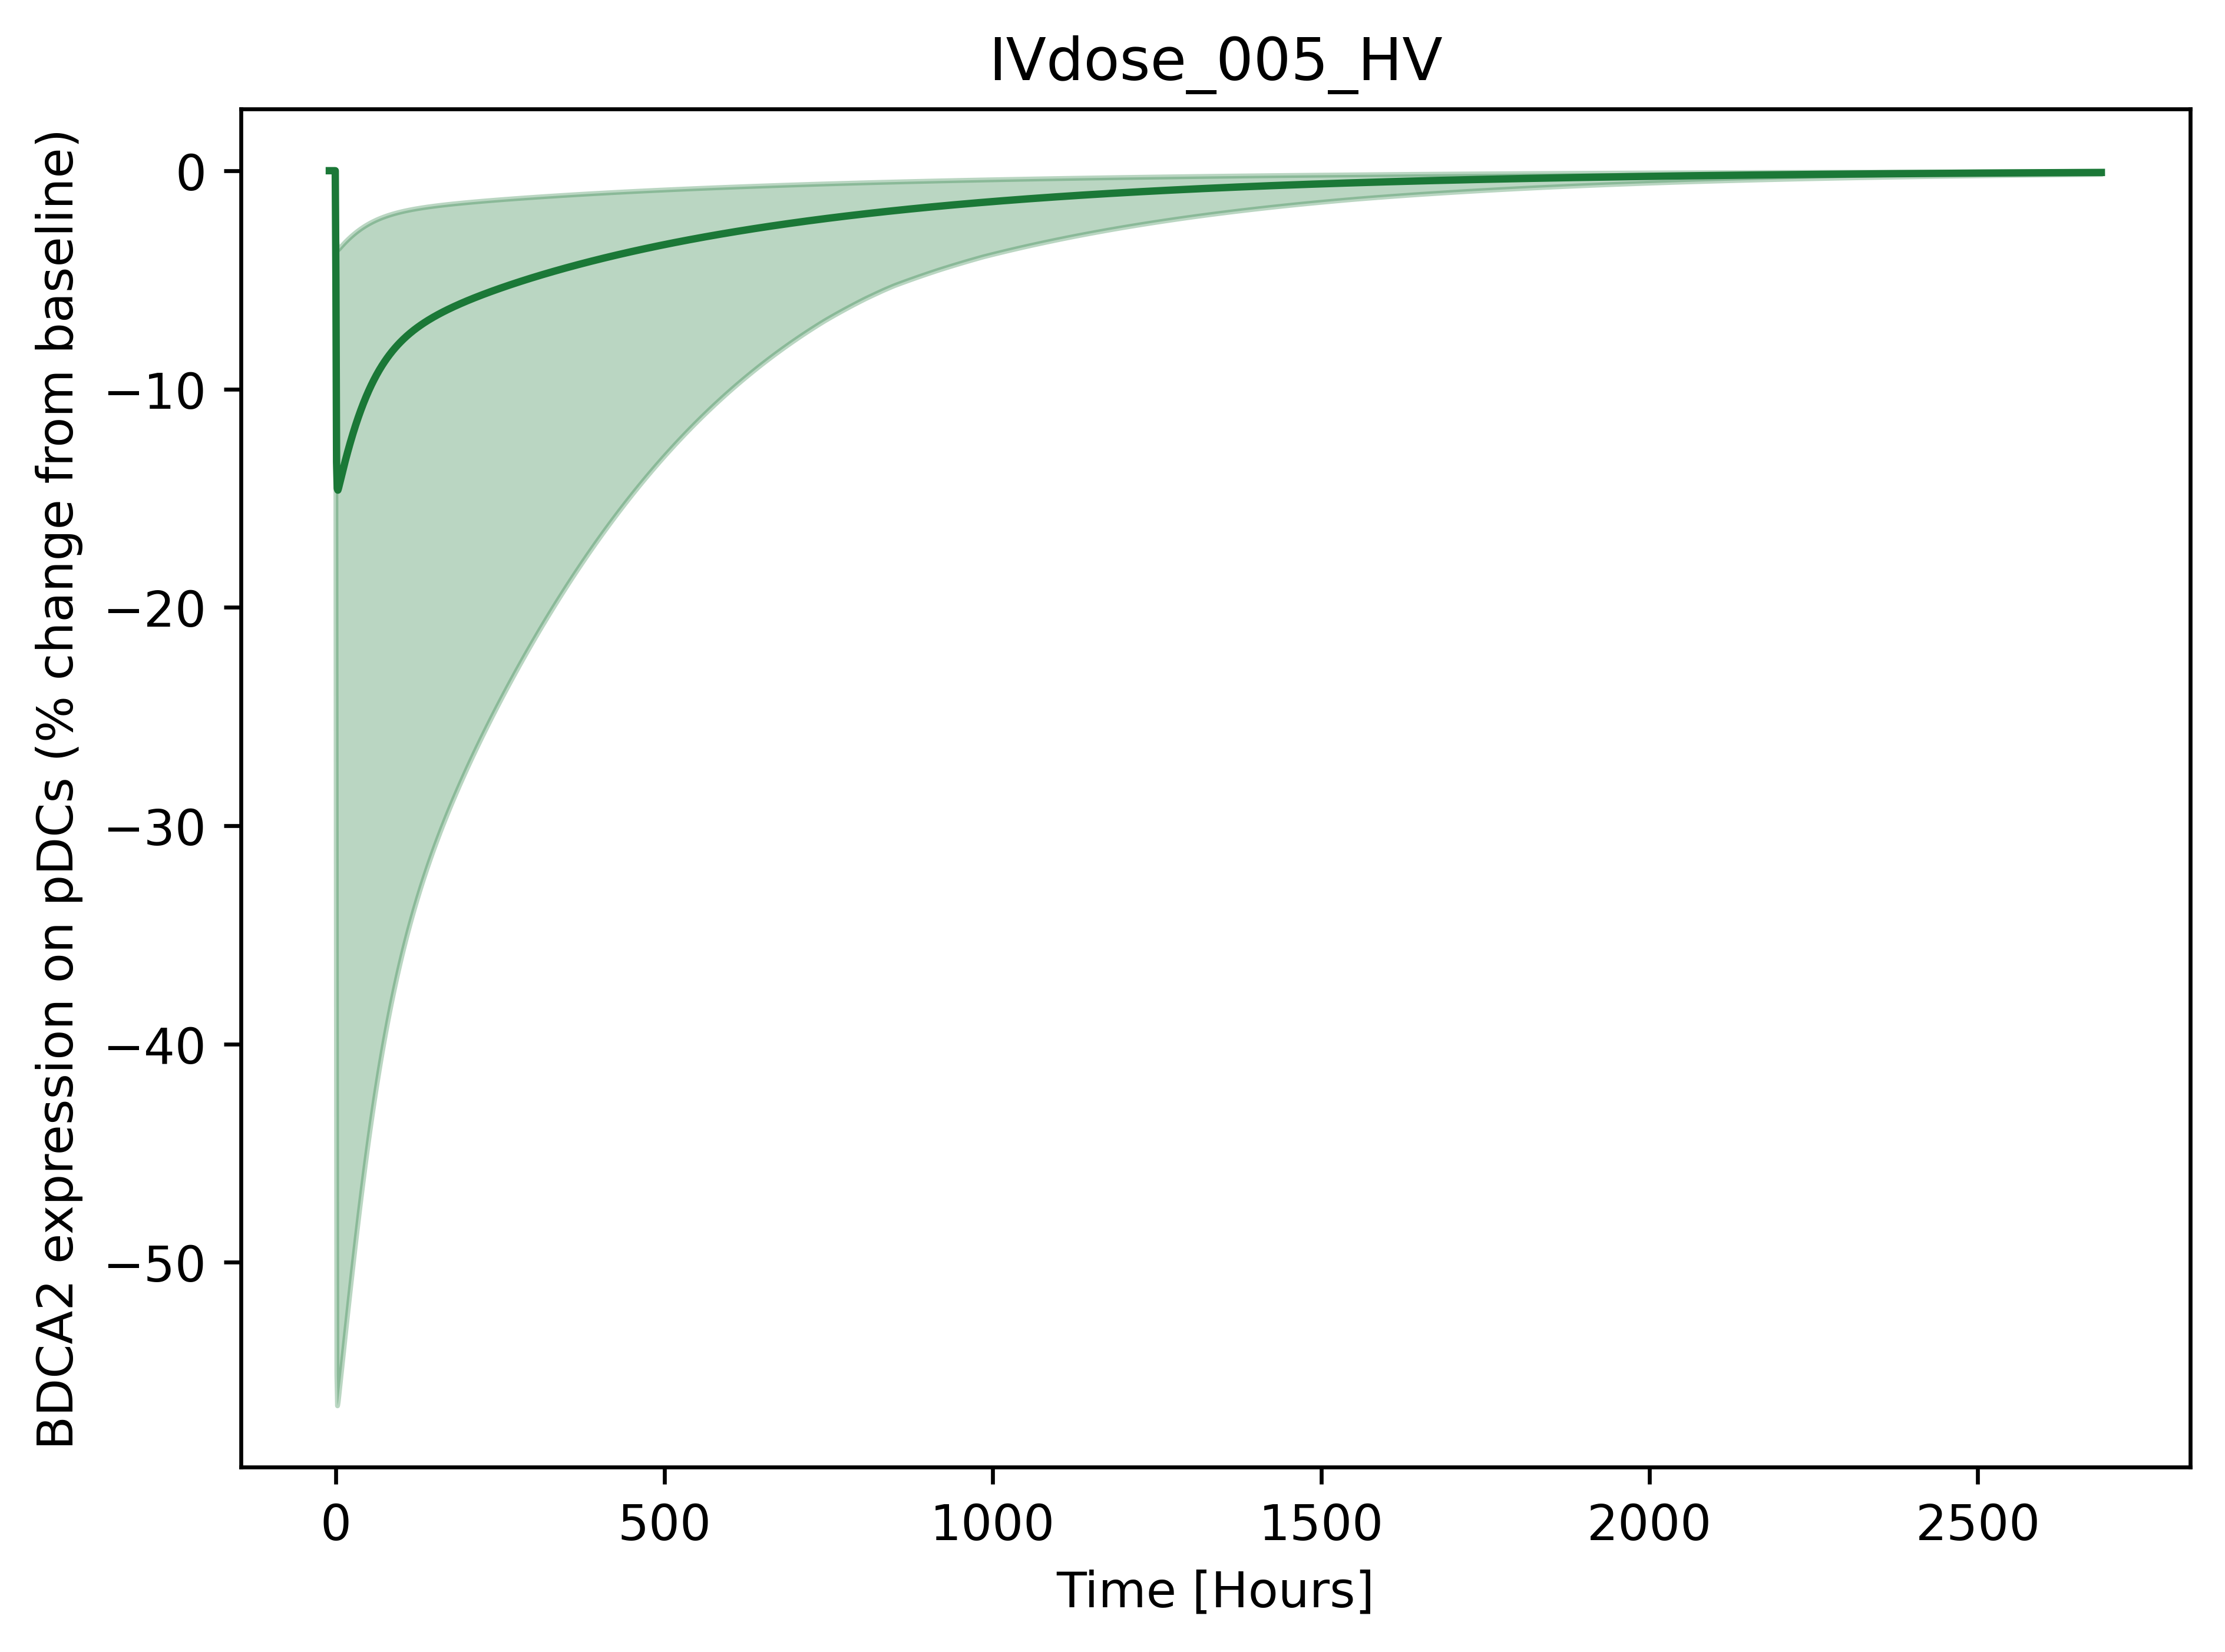 IVdose_005_HV
BDCA2 expression on pDCs (% change from baseline)
0
−10
−20
−30
−40
−50
0 500 1000 1500 2000 2500
Time [Hours]